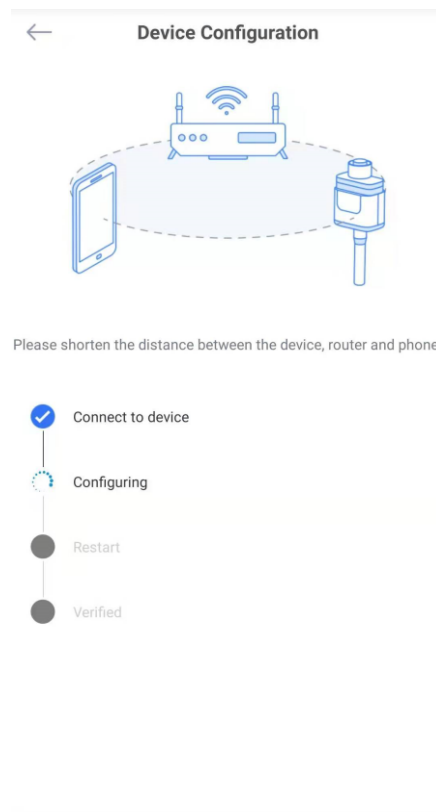 Device Configuration
Please shorten the distance between the device, router and phone
Connect to device
Configuring
Restart
Verified